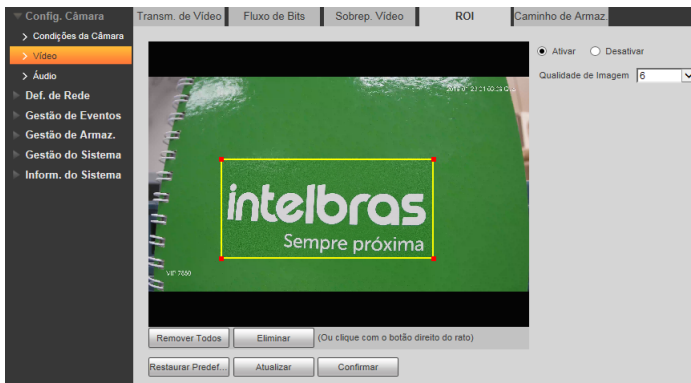 Config. Câmara
Condições da Câmara
Vídeo
Áudio
Def. de Rede
Gestão de Eventos
Gestão de Armaz.
Gestão do Sistema
Inform. do Sistema
Transm. de Vídeo
Fluxo de Bits
Sobrep. Vídeo
ROI
Caminho de Armaz.
Ativar
Desativar
Qualidade de Imagem
6
intelbras
Sempre próxima
Remover Todos
Eliminar
(Ou clique com o botão direito do rato)
Restaurar Predef...
Atualizar
Confirmar